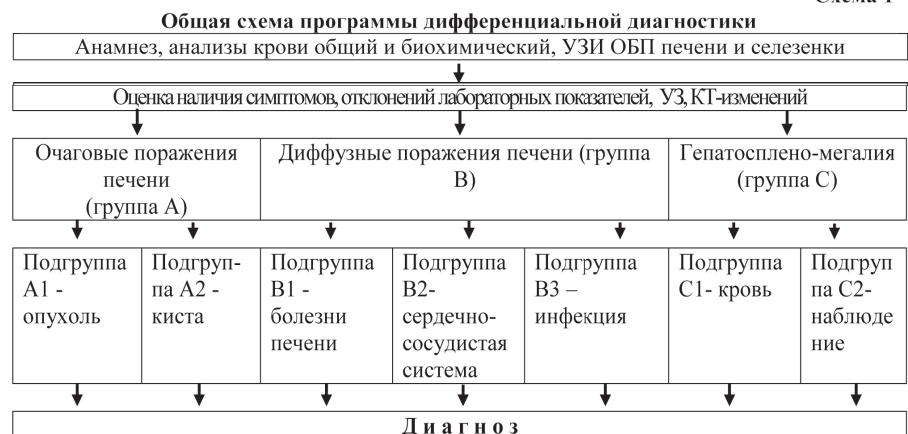 Схема 1
Общая схема программы дифференциальной диагностики
Анамнез, анализы крови общий и биохимический, УЗИ ОБП печени и селезенки
Оценка наличия симптомов, отклонений лабораторных показателей, УЗ, КТ-изменений
Очаговые поражения
печени
(группа А)
Диффузные поражения печени (группа
В)
Гепатосплено-мегалия
(группа С)
Подгруппа
А1 -
опухоль
Подгруп-
па А2 -
киста
Подгруппа
В1 -
болезни
печени
Подгруппа
В2-
сердечно-
сосудистая
система
Подгруппа
В3 –
инфекция
Подгруппа
С1- кровь
Подгруп
па С2-
наблюде
ние
Д и а г н о з